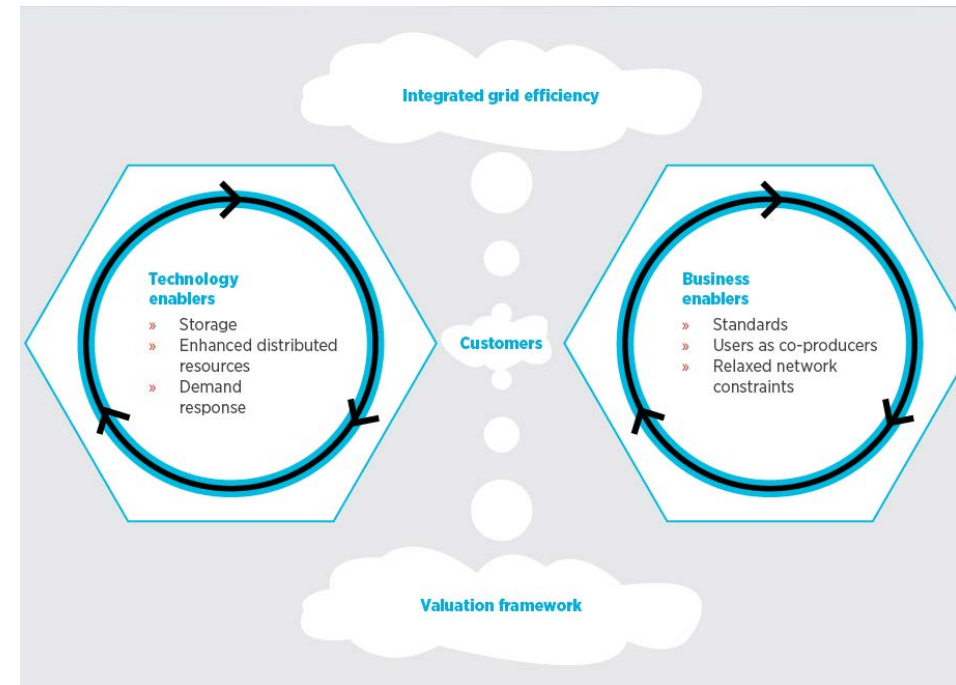 Integrated grid efficiency
Technology
enablers
» Storage
» Enhanced distributed
resources
» Demand
response
Customers
Business
enablers
» Standards
» Users as co-producers
» Relaxed network
constraints
Valuation framework